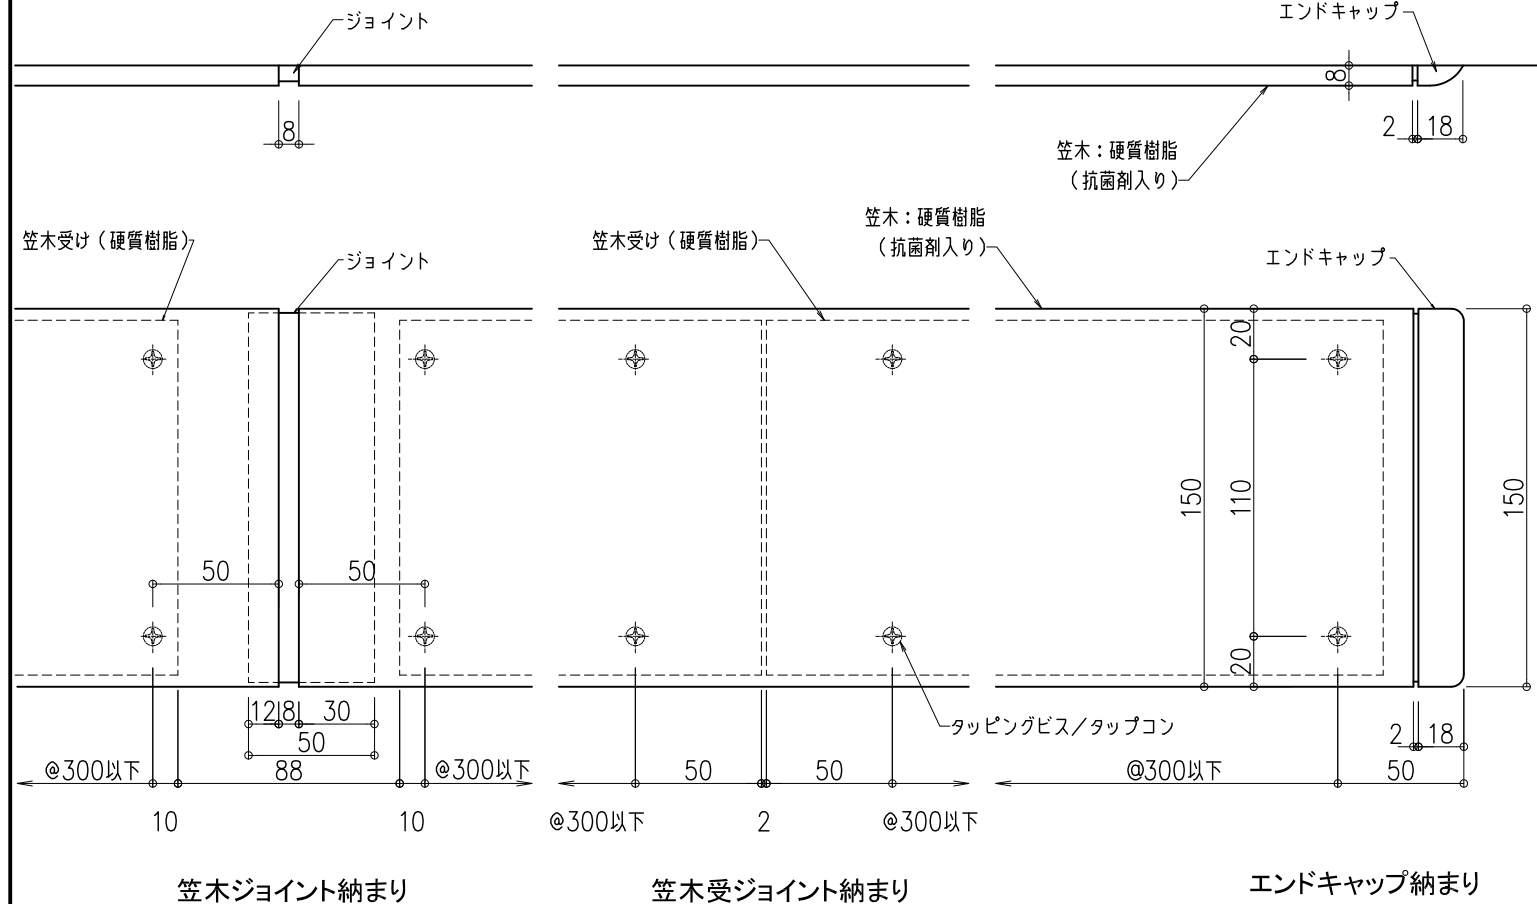 ジョイント
エンドキャップ
8
8
2 18
笠木：硬質樹脂
（抗菌剤入り）
笠木受け（硬質樹脂）
ジョイント
笠木受け（硬質樹脂）
笠木：硬質樹脂
（抗菌剤入り）
エンドキャップ
20
150
110
150
50
50
20
12
8
30
50
タッピングビス／タップコン
2 18
@300以下
88
@300以下
50
50
@300以下
50
10
10
@300以下
2
@300以下
笠木ジョイント納まり
笠木受ジョイント納まり
エンドキャップ納まり